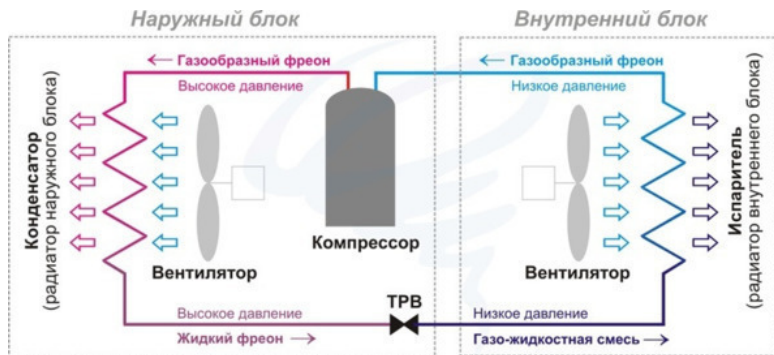 Наружный блок
Внутренний блок
← Газообразный фреон
Высокое давление
← Газообразный фреон
Низкое давление
Конденсатор
(радиатор наружного блока)
Вентилятор
Компрессор
Вентилятор
Испаритель
(радиатор внутреннего блока)
ТРВ
Высокое давление
Жидкий фреон →
Низкое давление
Газо-жидкостная смесь →